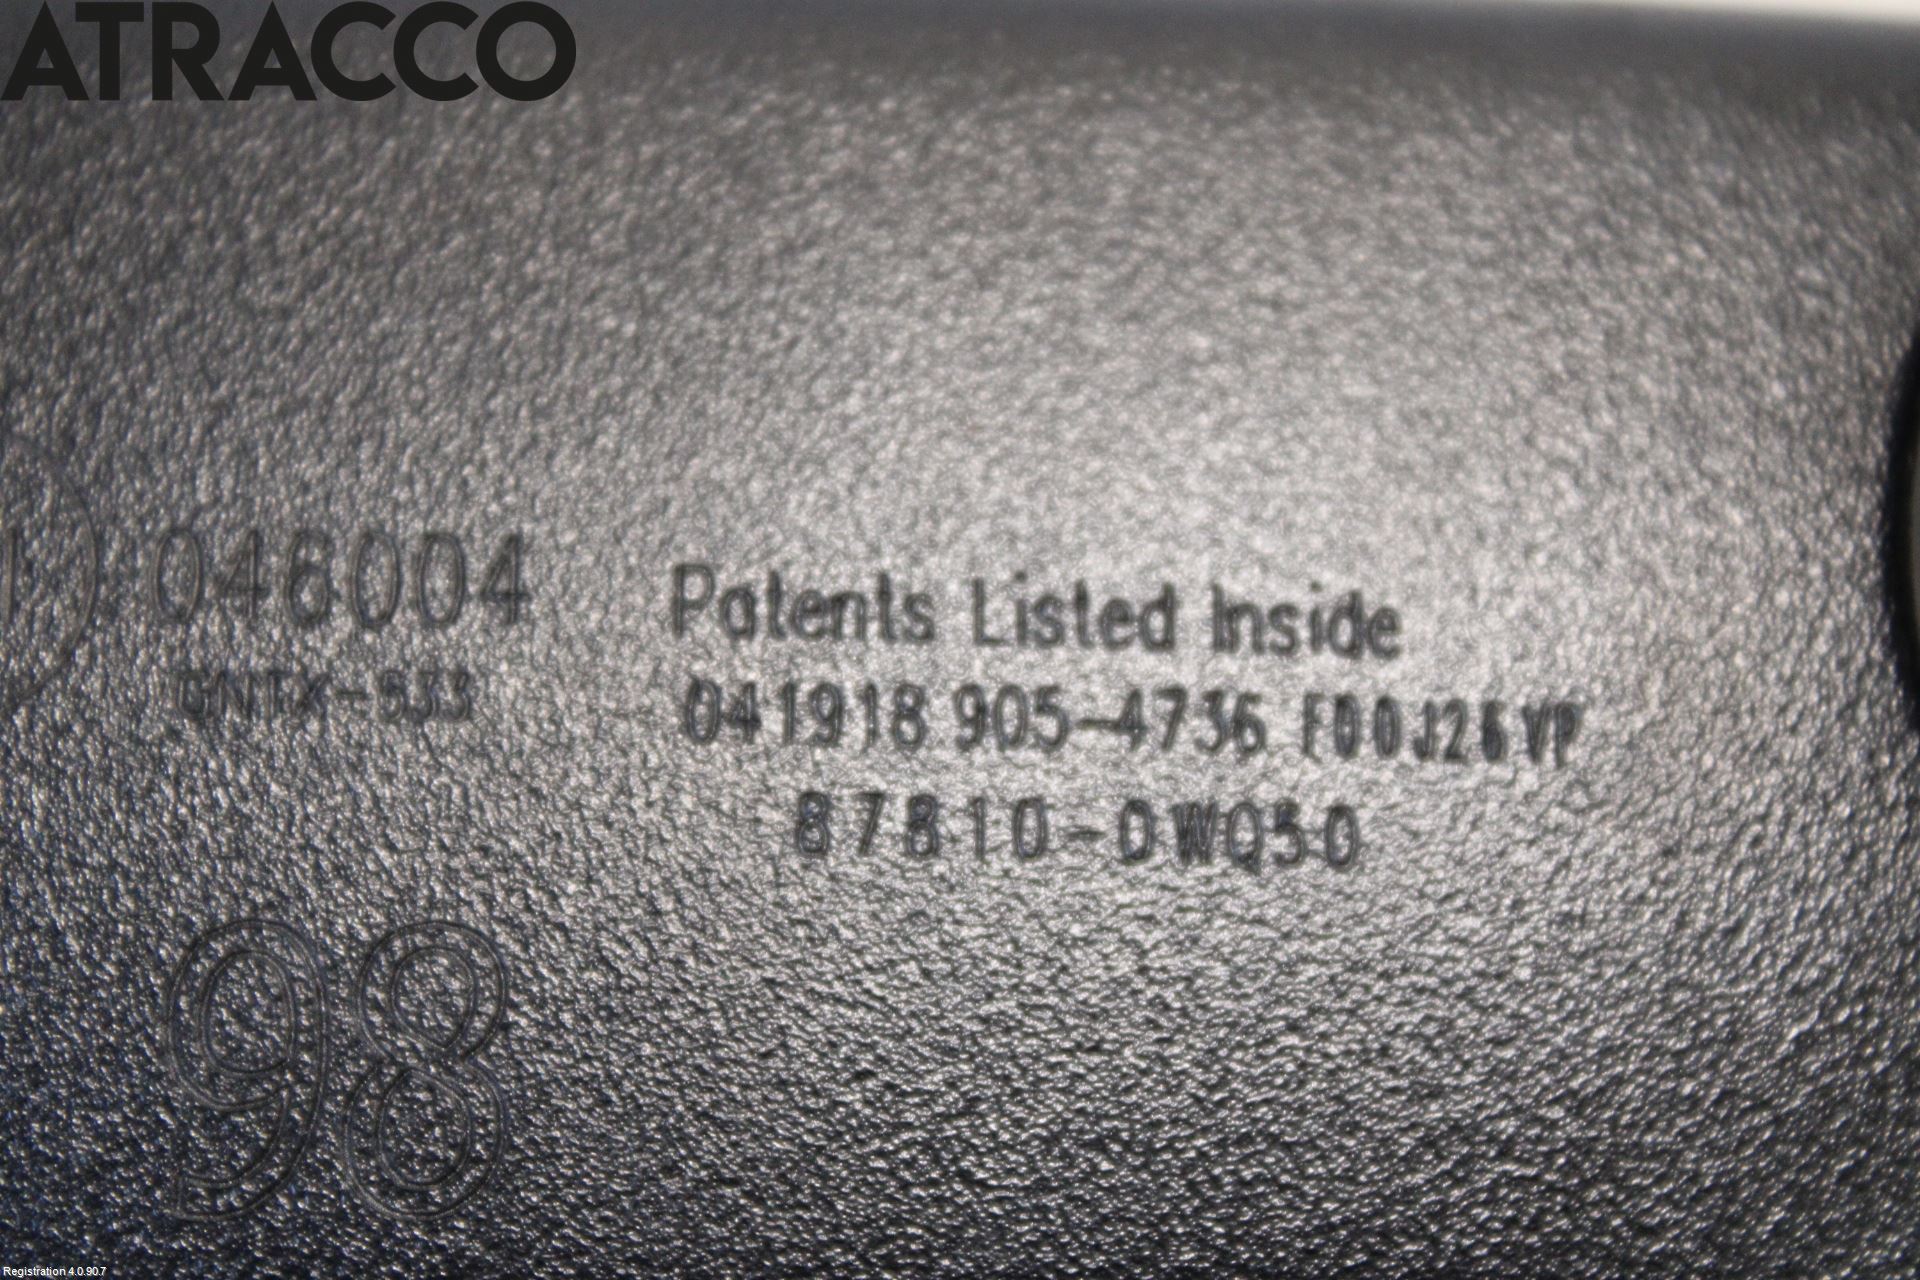 ATRACCO
046004
GNTX-533
98
Patents Listed Inside
041918 905-4736 F00J26VP
87810-0WQ50
Registration 4.0.90.7